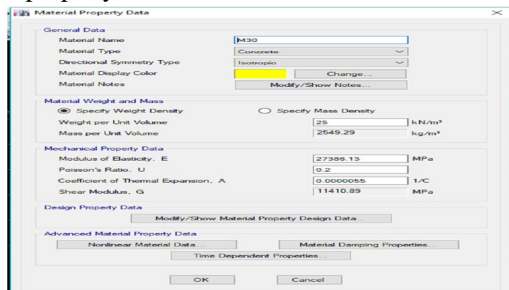 Material Property Data
General Data
Material Name M30
Material Type Concrete
Directional Symmetry Type Isotropic
Material Display Color Change...
Material Notes Modify/Show Notes...
Material Weight and Mass
Specify Weight Density Specify Mass Density
Weight per Unit Volume 25 kN/m³
Mass per Unit Volume 2549.29 kg/m³
Mechanical Property Data
Modulus of Elasticity, E 27386.13 MPa
Poisson's Ratio, U 0.2
Coefficient of Thermal Expansion, A 0.0000055 1/C
Shear Modulus, G 11410.89 MPa
Design Property Data
Modify/Show Material Property Design Data...
Advanced Material Property Data
Nonlinear Material Data... Material Damping Properties...
Time Dependent Properties...
OK Cancel